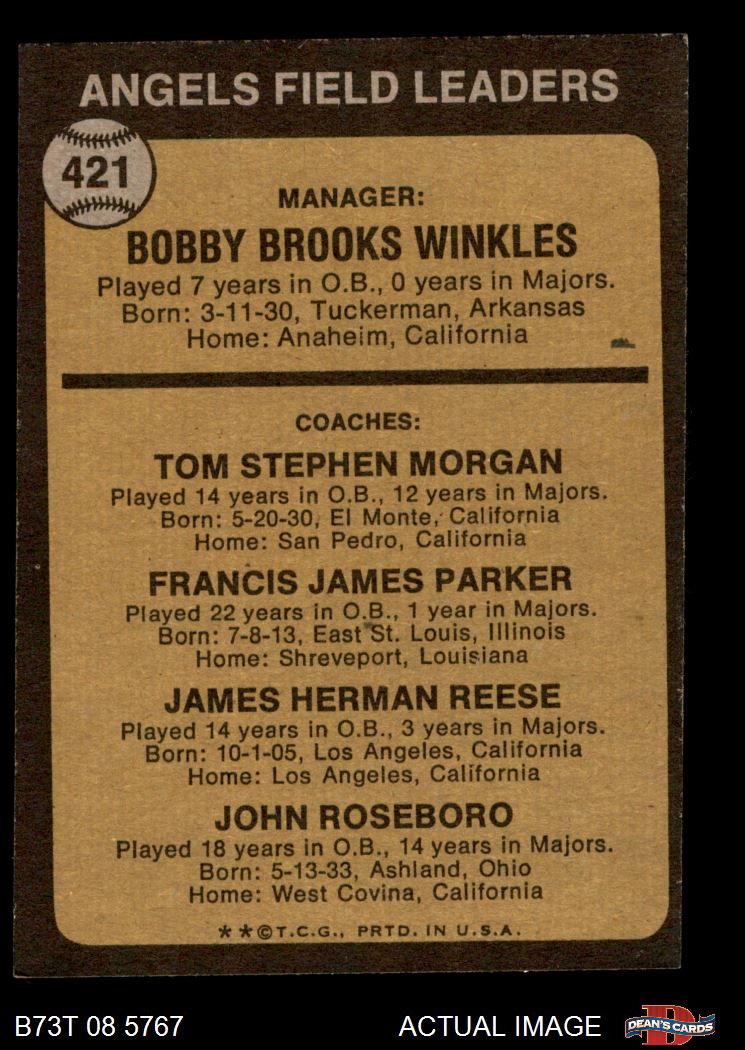 ANGELS FIELD LEADERS
421
MANAGER:
BOBBY BROOKS WINKLES
Played 7 years in O.B., 0 years in Majors.
Born: 3-11-30, Tuckerman, Arkansas
Home: Anaheim, California
COACHES:
TOM STEPHEN MORGAN
Played 14 years in O.B., 12 years in Majors.
Born: 5-20-30, El Monte, California
Home: San Pedro, California
FRANCIS JAMES PARKER
Played 22 years in O.B., 1 year in Majors.
Born: 7-8-13, East St. Louis, Illinois
Home: Shreveport, Louisiana
JAMES HERMAN REESE
Played 14 years in O.B., 3 years in Majors.
Born: 10-1-05, Los Angeles, California
Home: Los Angeles, California
JOHN ROSEBORO
Played 18 years in O.B., 14 years in Majors.
Born: 5-13-33, Ashland, Ohio
Home: West Covina, California
**©T.C.G., PRTD. IN U.S.A.
B73T 08 5767
ACTUAL IMAGE
DEAN'S CARDS